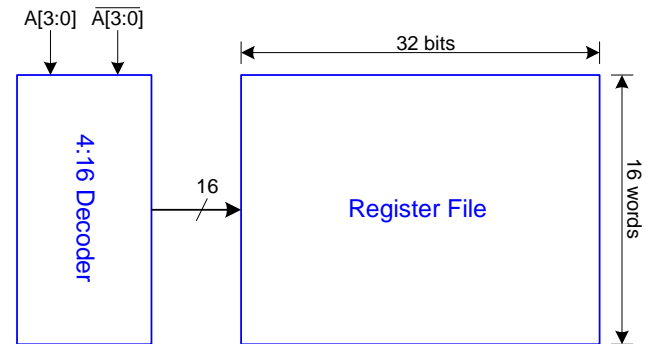 A[3:0] A̅[̅3̅:̅0̅]̅
32 bits
4:16 Decoder
16
Register File
16 words